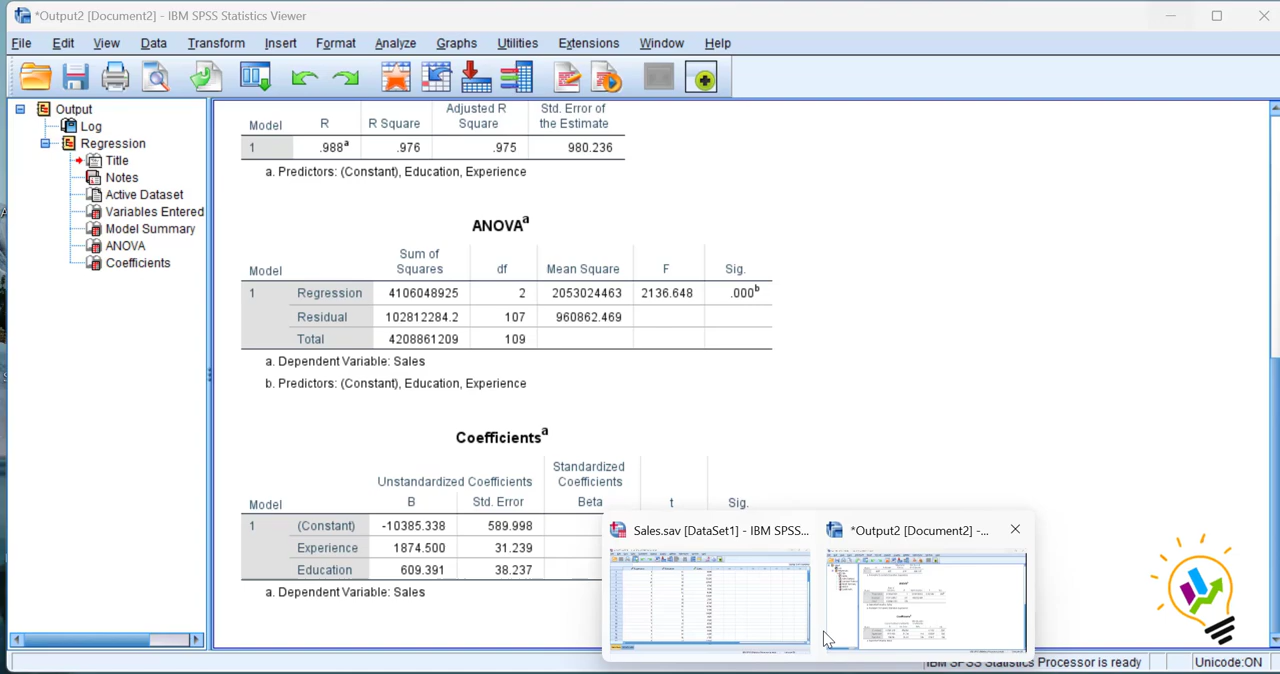 *Output2 [Document2] - IBM SPSS Statistics Viewer
File Edit View Data Transform Insert Format Analyze Graphs Utilities Extensions Window Help
Output
Log
Regression
Title
Notes
Active Dataset
Variables Entered
Model Summary
ANOVA
Coefficients
Model R R Square Adjusted R Square Std. Error of the Estimate
1 .988a .976 .975 980.236
a. Predictors: (Constant), Education, Experience
ANOVAa
Model Sum of Squares df Mean Square F Sig.
1 Regression 4106048925 2 2053024463 2136.648 .000b
Residual 102812284.2 107 960862.469
Total 4208861209 109
a. Dependent Variable: Sales
b. Predictors: (Constant), Education, Experience
Coefficientsa
Unstandardized Coefficients Standardized Coefficients
Model B Std. Error Beta t Sig.
1 (Constant) -10385.338 589.998
Experience 1874.500 31.239
Education 609.391 38.237
a. Dependent Variable: Sales
Sales.sav [DataSet1] - IBM SPSS...
*Output2 [Document2] -...
IBM SPSS Statistics Processor is ready
Unicode:ON